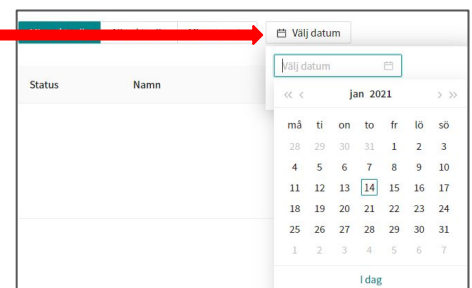 Välj datum
Välj datum
Status Namn
« < jan 2021 > »
må ti on to fr lö sö
28 29 30 31 1 2 3
4 5 6 7 8 9 10
11 12 13 14 15 16 17
18 19 20 21 22 23 24
25 26 27 28 29 30 31
1 2 3 4 5 6 7
I dag